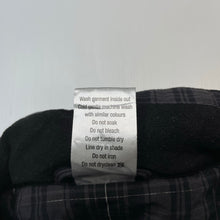 Wash garment inside out
Cold gentle machine wash
with similar colours
Do not soak
Do not bleach
Do not tumble dry
Line dry in shade
Do not iron
Do not dryclean